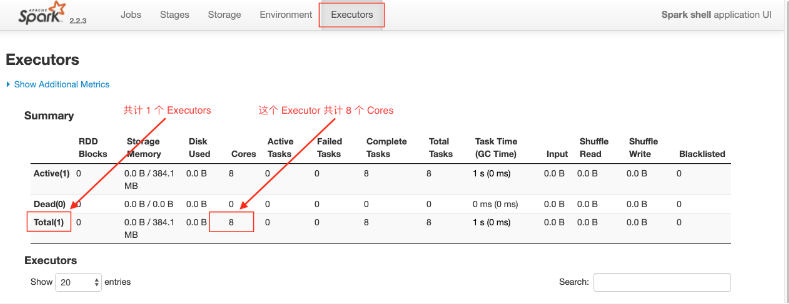 APACHE Spark 2.2.3 Jobs Stages Storage Environment Executors Spark shell application UI
Executors
Show Additional Metrics
共计 1 个 Executors 这个 Executor 共计 8 个 Cores
Summary
RDD Blocks Storage Memory Disk Used Cores Active Tasks Failed Tasks Complete Tasks Total Tasks Task Time (GC Time) Input Shuffle Read Shuffle Write Blacklisted
Active(1) 0 0.0 B / 384.1 MB 0.0 B 8 0 0 8 8 1 s (0 ms) 0.0 B 0.0 B 0.0 B 0
Dead(0) 0 0.0 B / 0.0 B 0.0 B 0 0 0 0 0 0 ms (0 ms) 0.0 B 0.0 B 0.0 B 0
Total(1) 0 0.0 B / 384.1 MB 0.0 B 8 0 0 8 8 1 s (0 ms) 0.0 B 0.0 B 0.0 B 0
Executors
Show 20 entries Search: